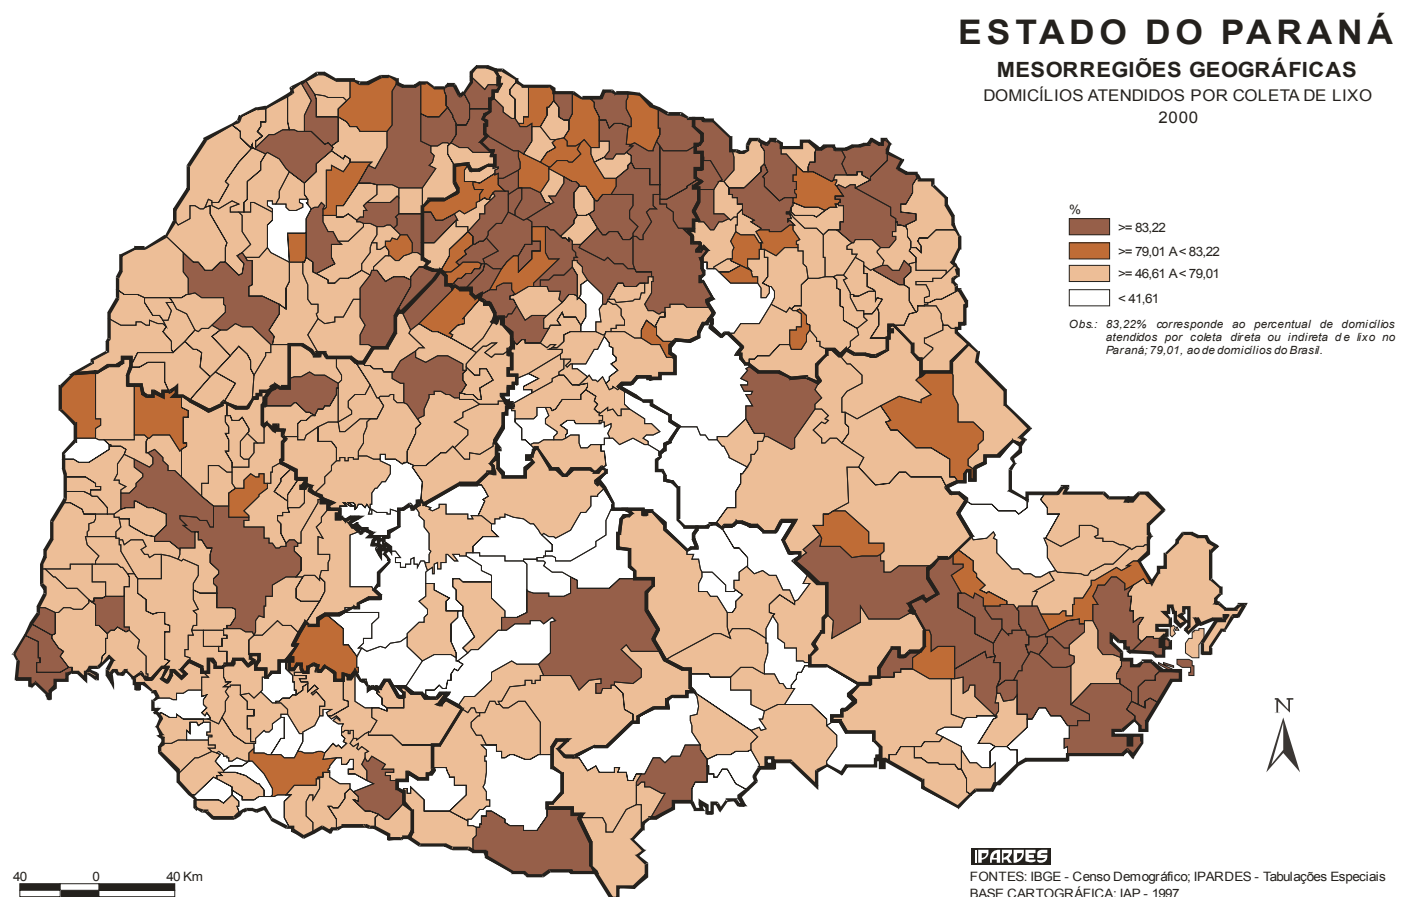 ESTADO DO PARANÁ
MESORREGIÕES GEOGRÁFICAS
DOMICÍLIOS ATENDIDOS POR COLETA DE LIXO
2000
%
>= 83,22
>= 79,01 A < 83,22
>= 46,61 A < 79,01
< 41,61
Obs.: 83,22% corresponde ao percentual de domicílios
atendidos por coleta direta ou indireta de lixo no
Paraná; 79,01, ao de domicílios do Brasil.
N
40 0 40 Km
IPARDES
FONTES: IBGE - Censo Demográfico; IPARDES - Tabulações Especiais
BASE CARTOGRÁFICA: IAP - 1997